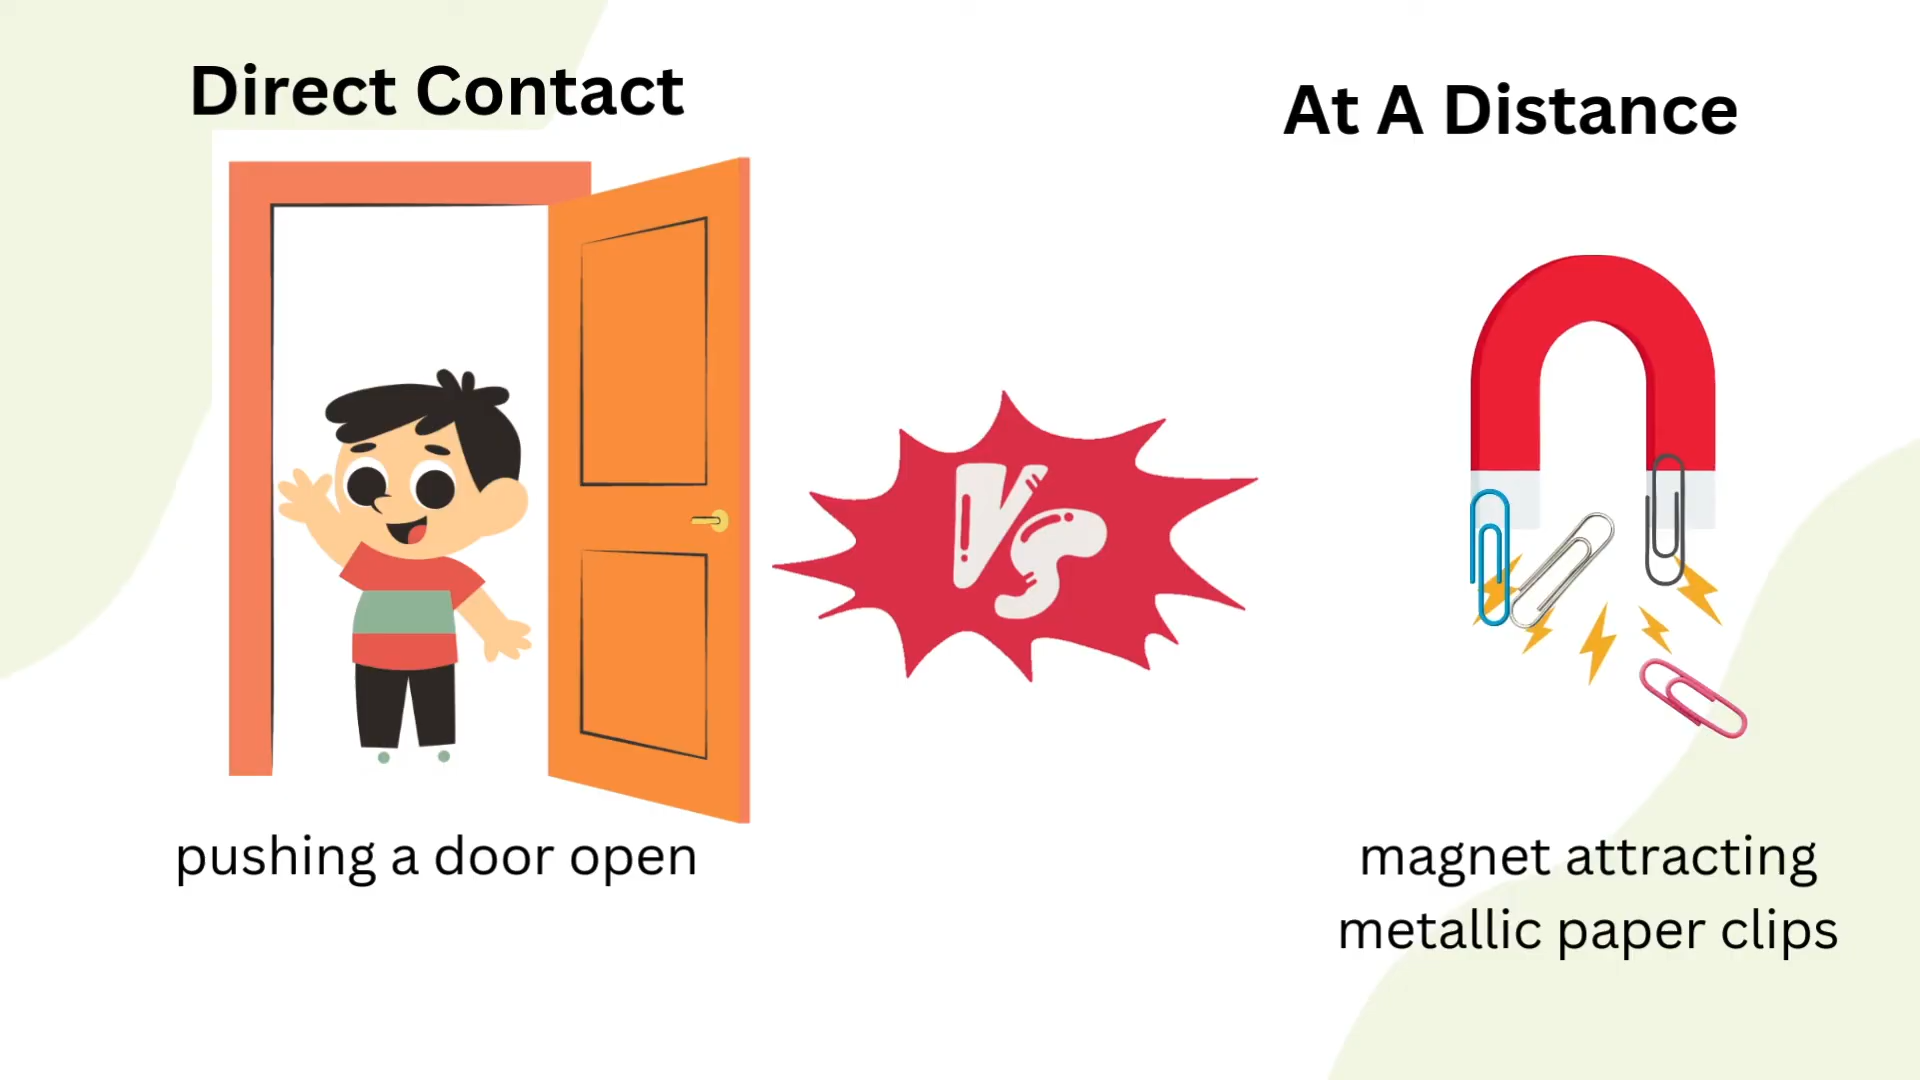 Direct Contact
At A Distance
VS
pushing a door open
magnet attracting
metallic paper clips